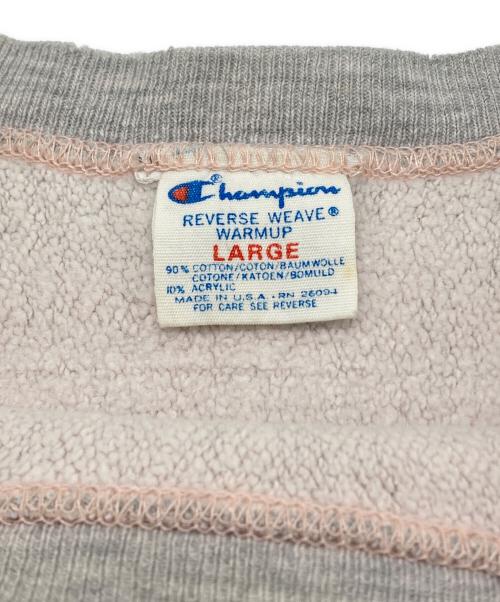 Champion®
REVERSE WEAVE®
WARMUP
LARGE
90% COTTON/COTON/BAUMWOLLE
COTONE/KATOEN/BOMULD
10% ACRYLIC
MADE IN U.S.A. · RN 26094
FOR CARE SEE REVERSE